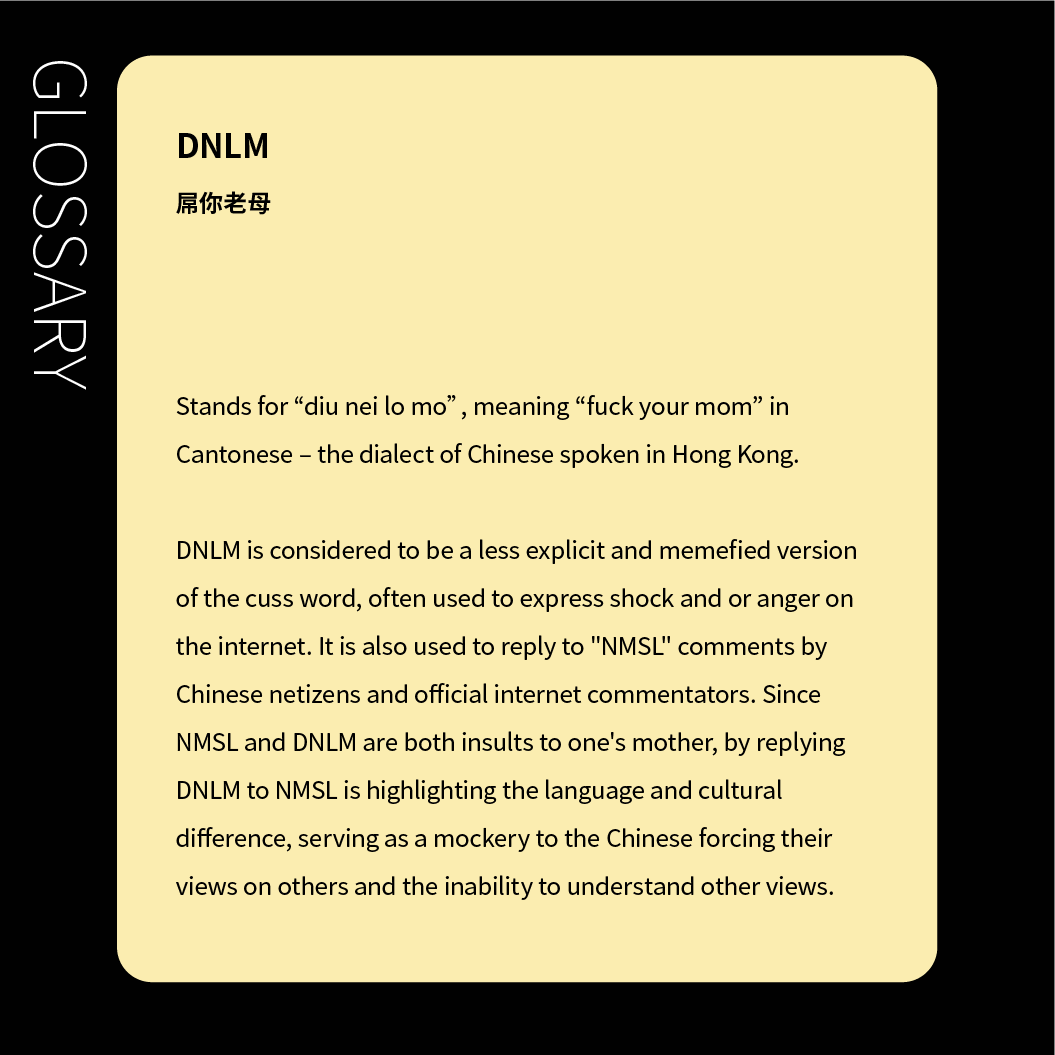 GLOSSARY
DNLM
屌你老母
Stands for “diu nei lo mo” , meaning “fuck your mom” in
Cantonese – the dialect of Chinese spoken in Hong Kong.
DNLM is considered to be a less explicit and memefied version
of the cuss word, often used to express shock and or anger on
the internet. It is also used to reply to "NMSL" comments by
Chinese netizens and official internet commentators. Since
NMSL and DNLM are both insults to one's mother, by replying
DNLM to NMSL is highlighting the language and cultural
difference, serving as a mockery to the Chinese forcing their
views on others and the inability to understand other views.